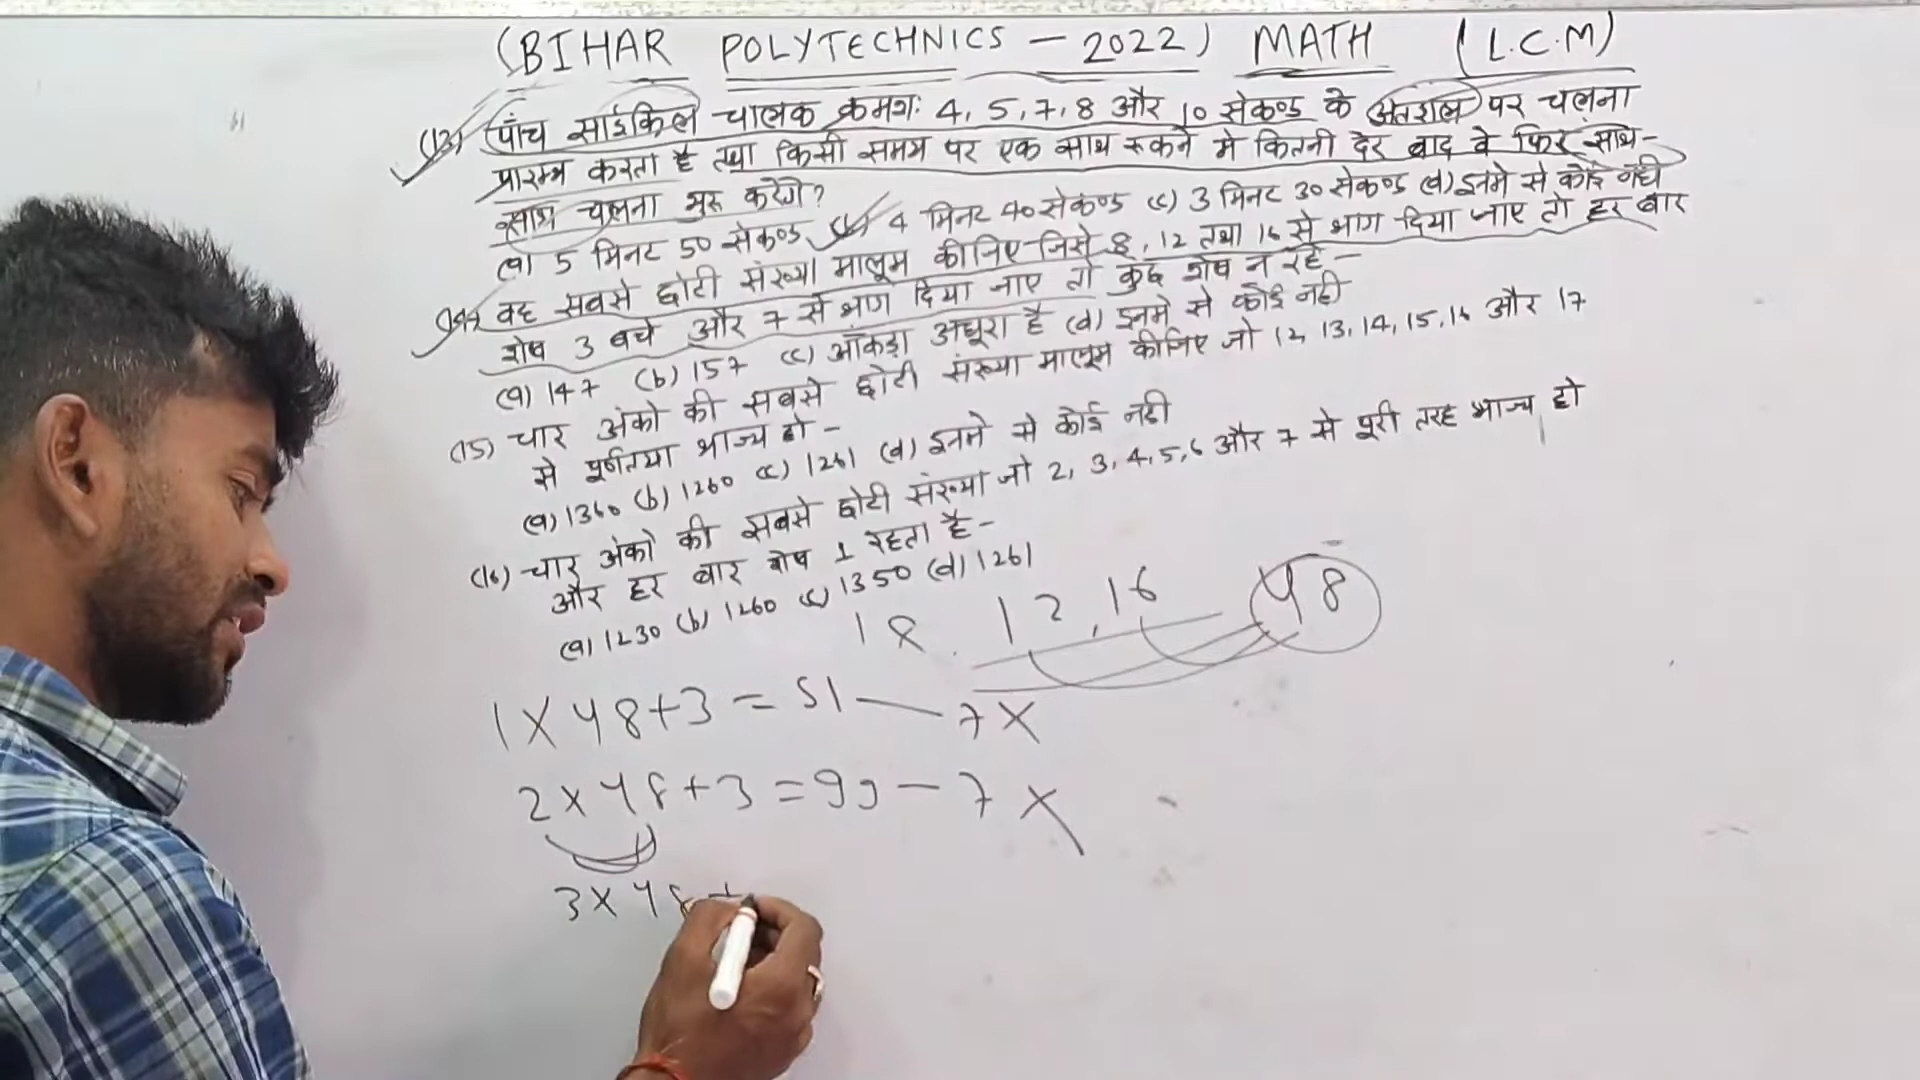 (BIHAR POLYTECHNICS - 2022) MATH (L.C.M)
(13) पांच साईकिल चालक क्रमशः 4, 5, 7, 8 और 10 सेकण्ड के अंतराल पर चलना
प्रारम्भ करता है तथा किसी समय पर एक साथ रूकने मे कितनी देर बाद वे फिर साथ-
साथ चलना शुरू करेंगे?
(a) 5 मिनट 50 सेकण्ड (b) 4 मिनट 40 सेकण्ड (c) 3 मिनट 30 सेकण्ड (d) इनमे से कोई नही
(14) वह सबसे छोटी संख्या मालूम कीजिए जिसे 8, 12 तथा 16 से भाग दिया जाए तो हर बार
शेष 3 बचे और 7 से भाग दिया जाए तो कुछ शेष न रहे -
(a) 147 (b) 157 (c) आँकड़ा अधूरा है (d) इनमे से कोई नही
(15) चार अंको की सबसे छोटी संख्या मालूम कीजिए जो 12, 13, 14, 15, 16 और 17
से पूर्णतया भाज्य हो -
(a) 1360 (b) 1260 (c) 1261 (d) इनमे से कोई नही
(16) चार अंको की सबसे छोटी संख्या जो 2, 3, 4, 5, 6 और 7 से पूरी तरह भाज्य हो
और हर बार शेष 1 रहता है -
(a) 1230 (b) 1260 (c) 1350 (d) 1261
18. 12, 16 48
1 X 48 + 3 = 51 — 7 X
2 x 48 + 3 = 99 — 7 X
3 x 48 +